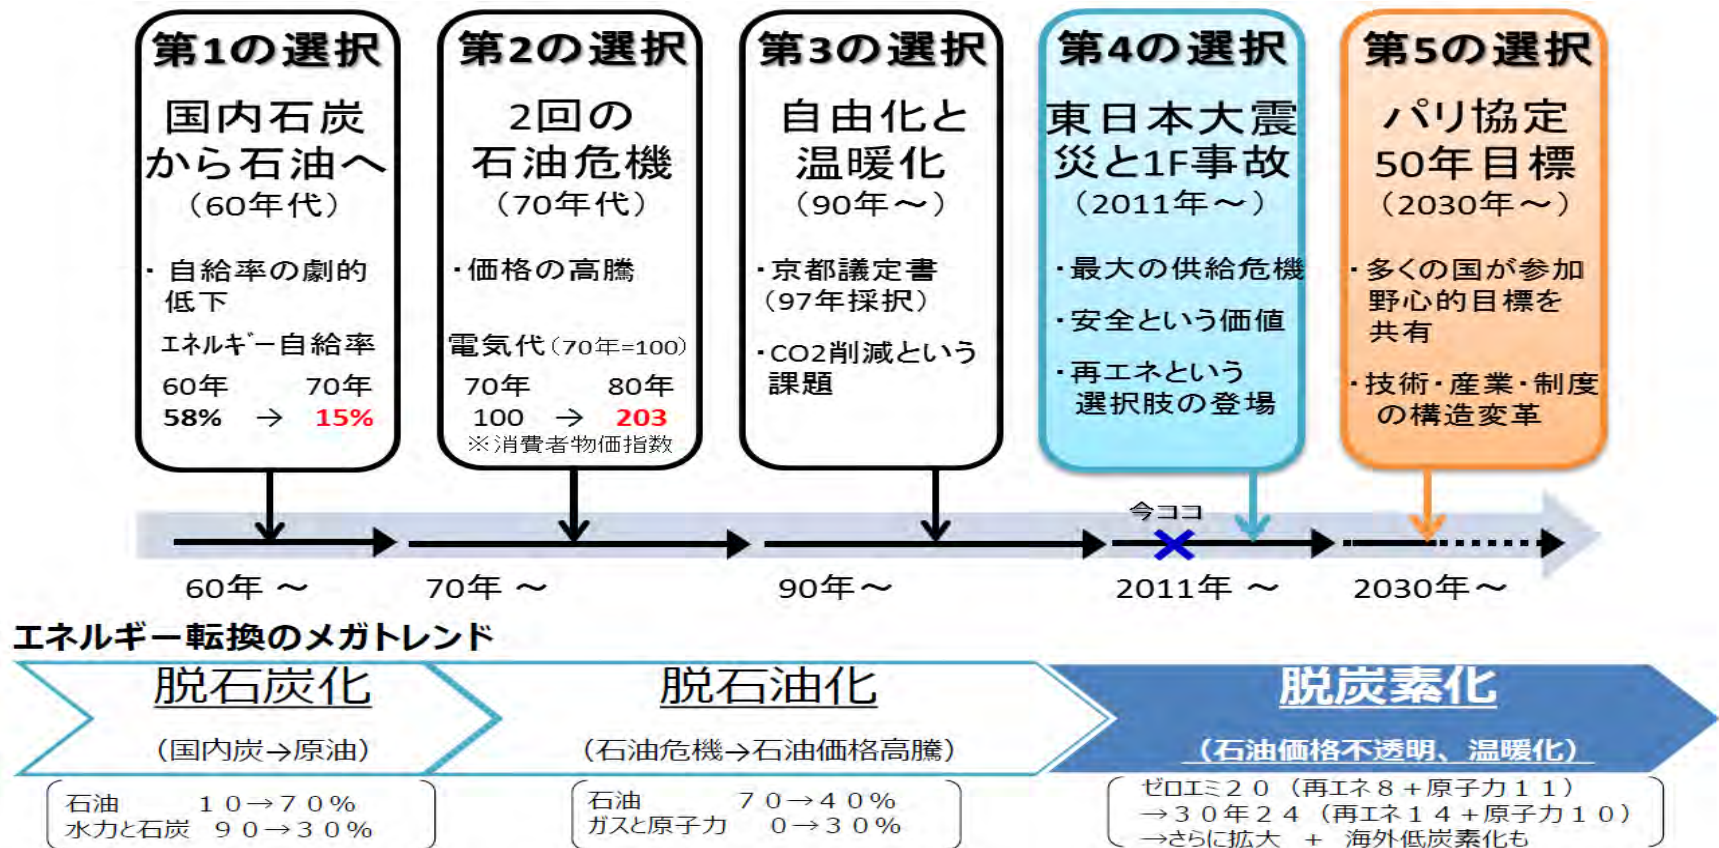 第1の選択
国内石炭
から石油へ
（60年代）
・自給率の劇的
低下
エネルギー自給率
60年 70年
58% → 15%
第2の選択
2回の
石油危機
（70年代）
・価格の高騰
電気代（70年=100）
70年 80年
100 → 203
※消費者物価指数
第3の選択
自由化と
温暖化
（90年～）
・京都議定書
（97年採択）
・CO2削減という
課題
第4の選択
東日本大震
災と1F事故
（2011年～）
・最大の供給危機
・安全という価値
・再エネという
選択肢の登場
第5の選択
パリ協定
50年目標
（2030年～）
・多くの国が参加
野心的目標を
共有
・技術・産業・制度
の構造変革
今ココ
60年 ～ 70年 ～ 90年～ 2011年 ～ 2030年～
エネルギー転換のメガトレンド
脱石炭化
（国内炭→原油）
石油 １０→７０％
水力と石炭 ９０→３０％
脱石油化
（石油危機→石油価格高騰）
石油 ７０→４０％
ガスと原子力 ０→３０％
脱炭素化
（石油価格不透明、温暖化）
ゼロエミ２０（再エネ８＋原子力１１）
→３０年２４（再エネ１４＋原子力１０）
→さらに拡大 ＋ 海外低炭素化も